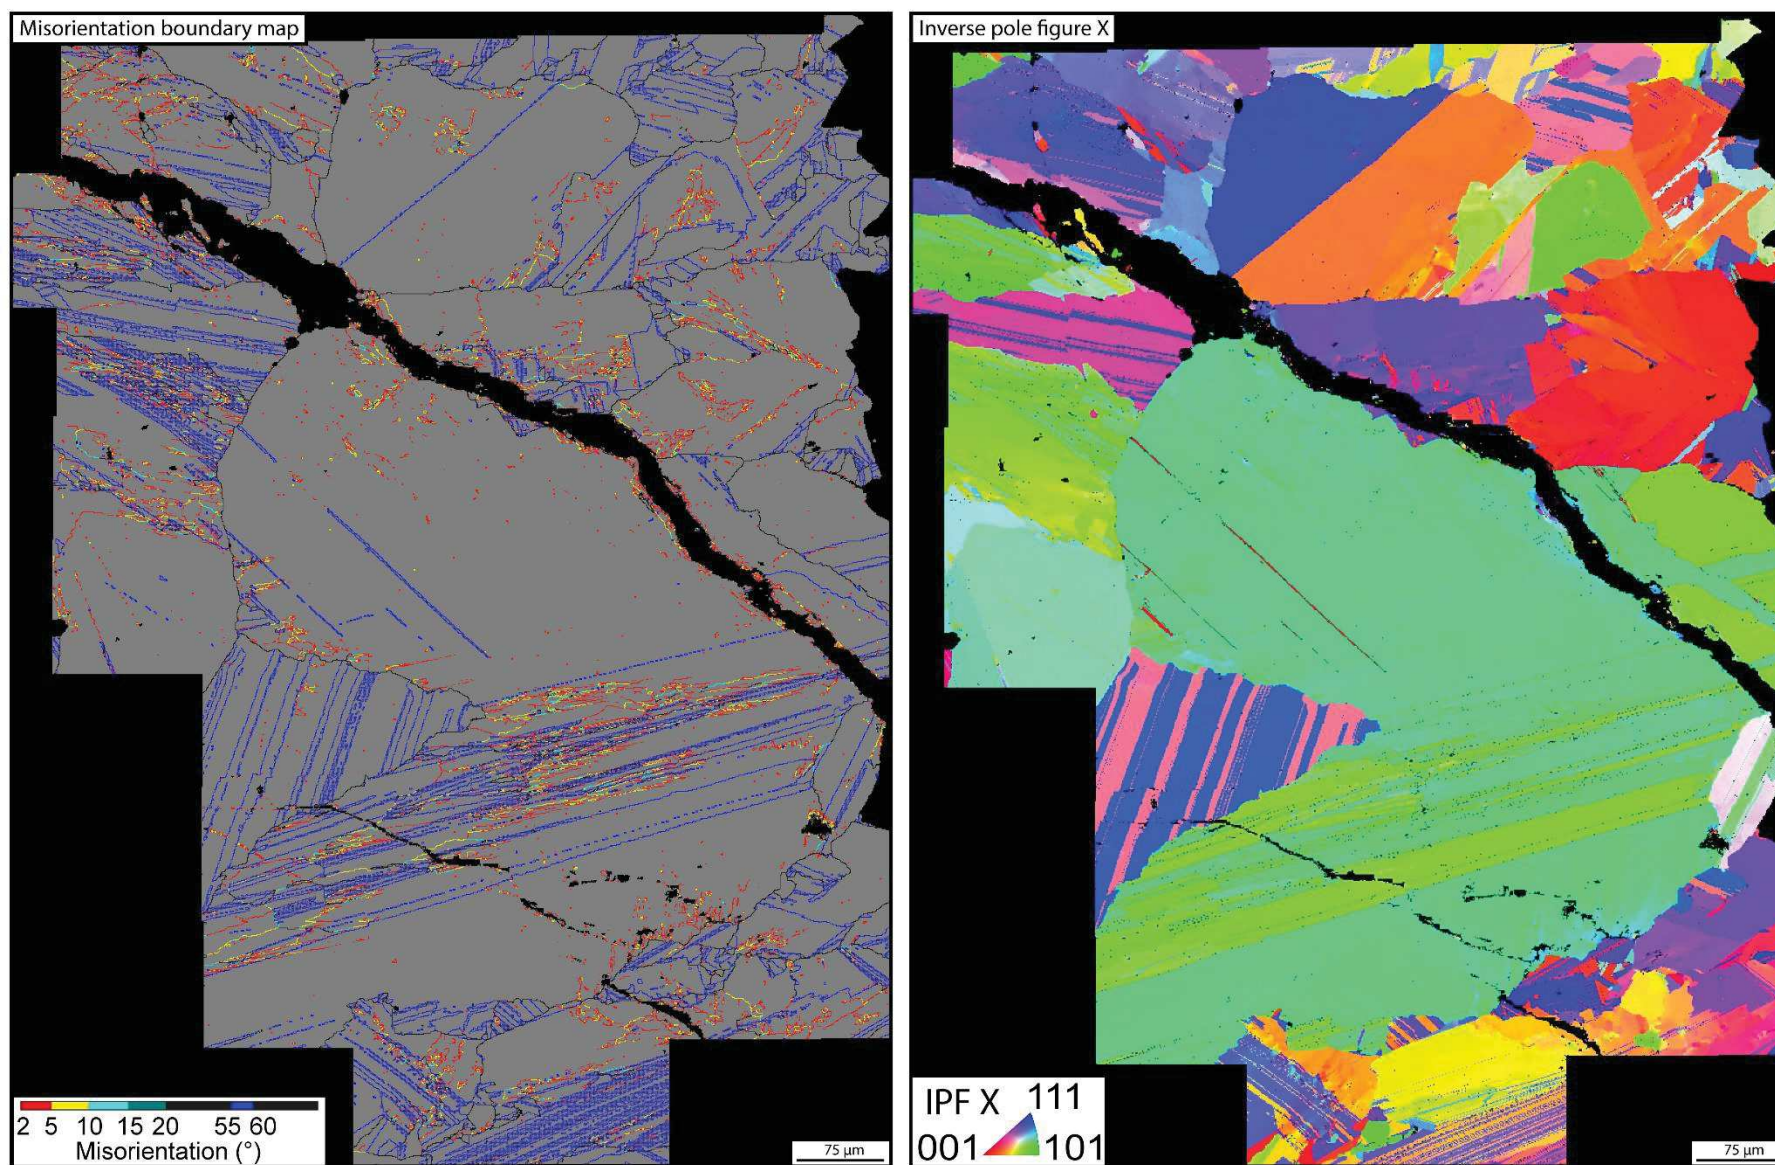 Misorientation boundary map
Inverse pole figure X
2 5 10 15 20 55 60
Misorientation (°)
75 µm
IPF X 111
001 101
75 µm